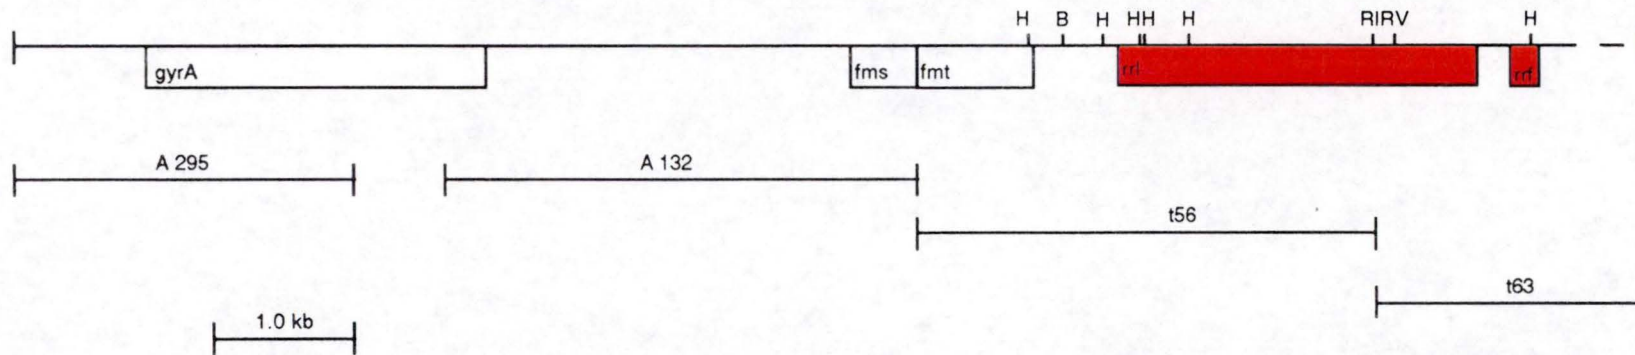 H B H HH H RIRV H
gyrA fms fmt rrl rrf
A 295 A 132
t56
t63
1.0 kb